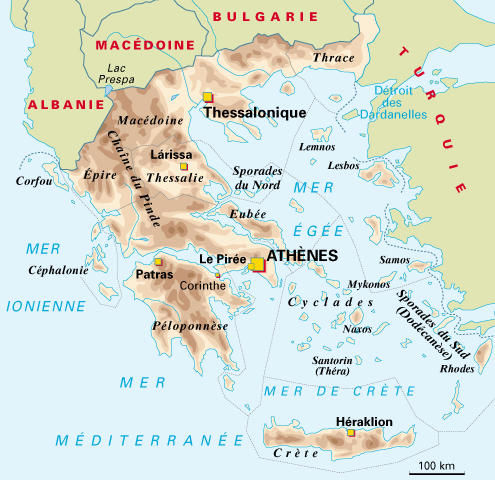 BULGARIE
MACÉDOINE
Thrace
Lac
Prespa
TURQUIE
ALBANIE
Détroit
des
Dardanelles
Macédoine
Thessalonique
Lemnos
Chaîne du Pinde
Lárissa
Lesbos
Épire
Thessalie
Sporades
du Nord
Corfou
MER
Eubée
ÉGÉE
MER
IONIENNE
Le Pirée
ATHÈNES
Samos
Céphalonie
Patras
Corinthe
Mykonos
Cyclades
Sporades du Sud
(Dodécanèse)
Péloponnèse
Naxos
Santorin
(Théra)
Rhodes
MER
MÉDITERRANÉE
MER DE CRÈTE
Héraklion
Crète
100 km